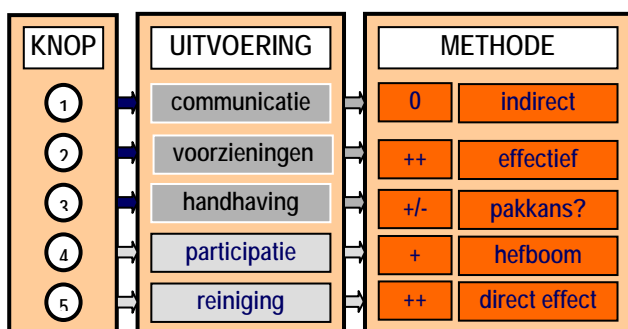 KNOP UITVOERING METHODE
1 communicatie 0 indirect
2 voorzieningen ++ effectief
3 handhaving +/- pakkans?
4 participatie + hefboom
5 reiniging ++ direct effect